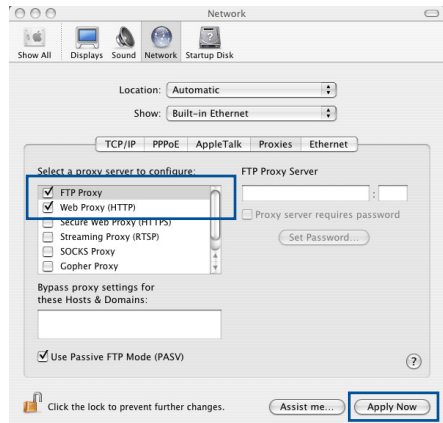 Network
Show All Displays Sound Network Startup Disk
Location: Automatic
Show: Built-in Ethernet
TCP/IP PPPoE AppleTalk Proxies Ethernet
Select a proxy server to configure: FTP Proxy Server
FTP Proxy :
Web Proxy (HTTP) Proxy server requires password
Secure Web Proxy (HTTPS)
Streaming Proxy (RTSP) Set Password...
SOCKS Proxy
Gopher Proxy
Bypass proxy settings for
these Hosts & Domains:
Use Passive FTP Mode (PASV) ?
Click the lock to prevent further changes. Assist me... Apply Now